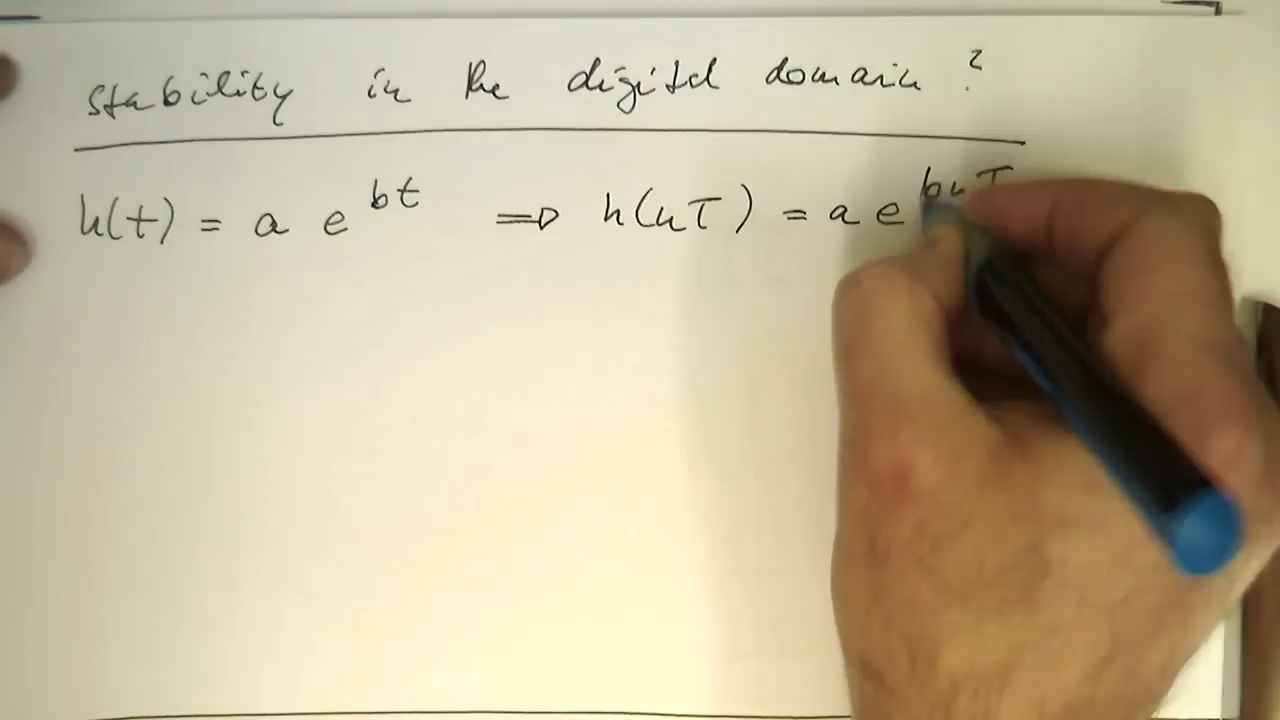 stability in the digital domain ?
h(t) = a e^{bt} ⇒ h(nT) = a e^{bnT}